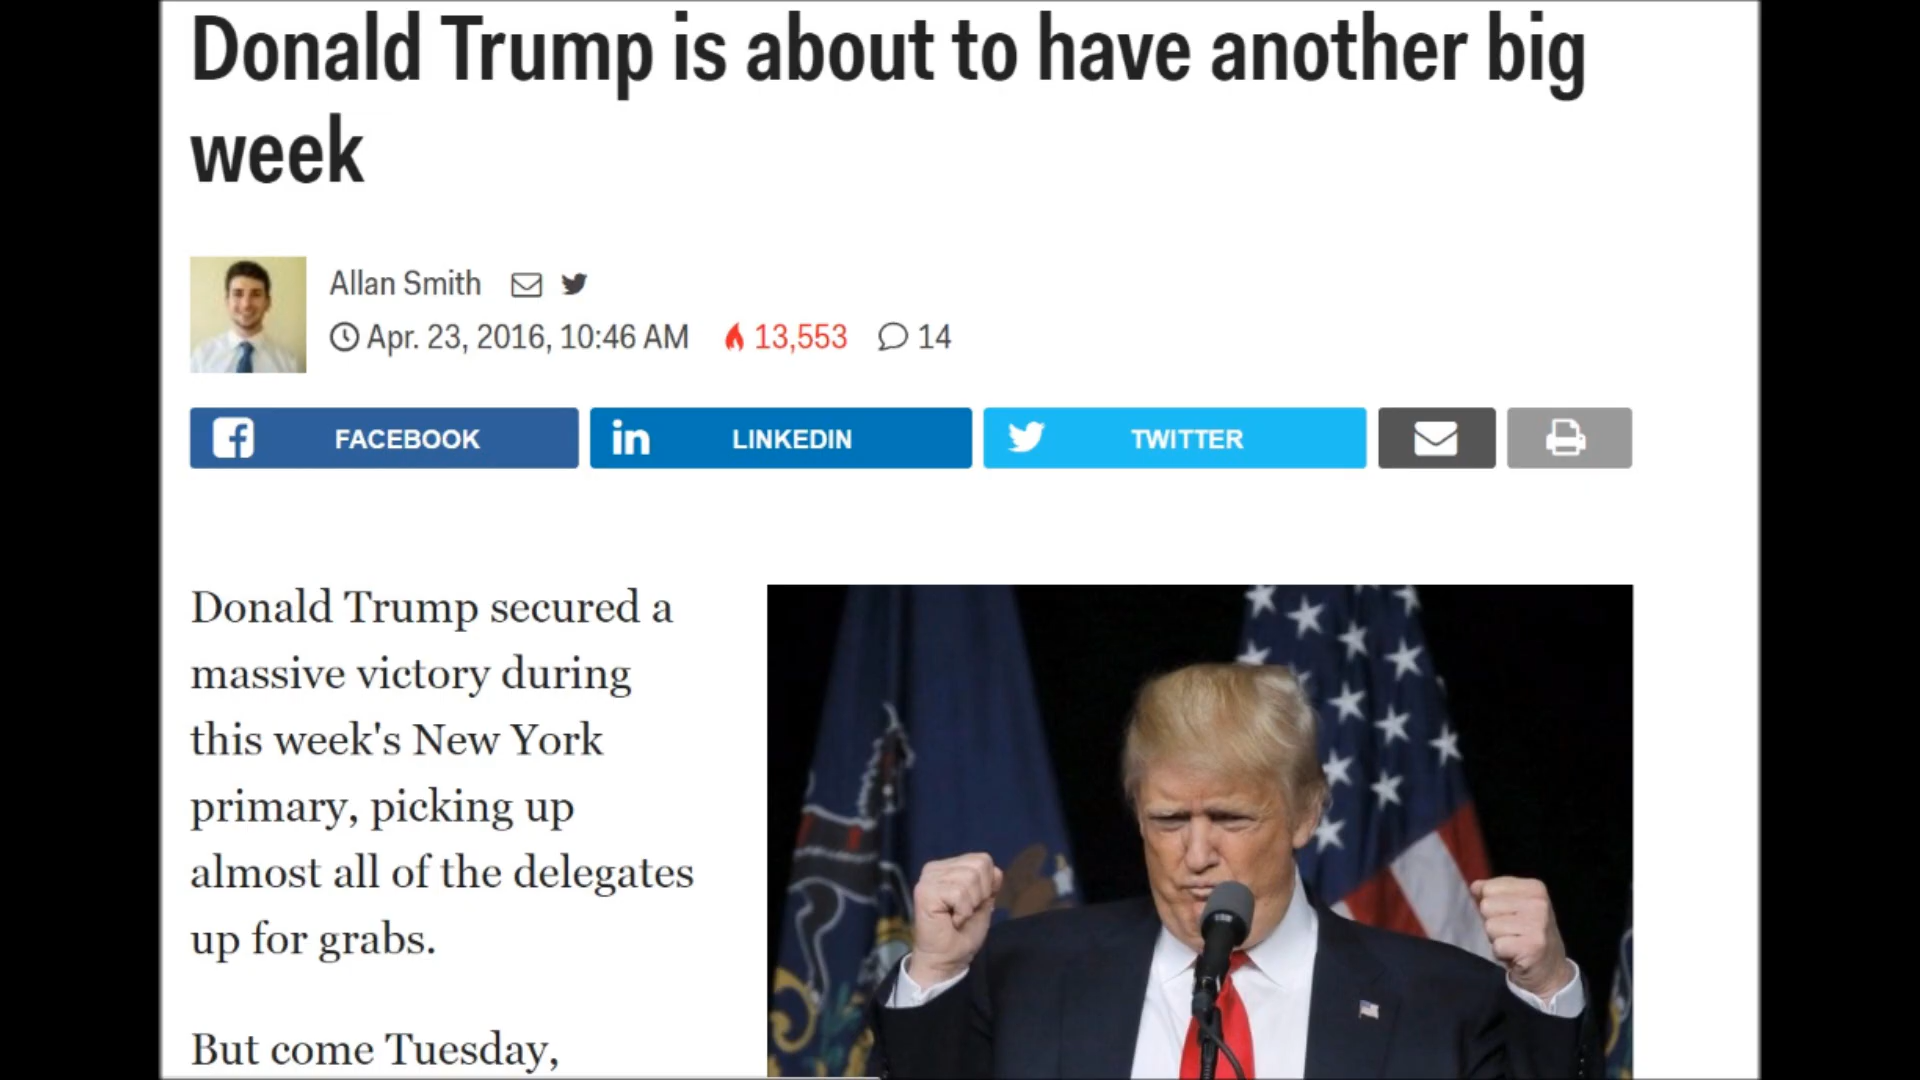 Donald Trump is about to have another big
week
Allan Smith
Apr. 23, 2016, 10:46 AM 13,553 14
FACEBOOK LINKEDIN TWITTER
Donald Trump secured a
massive victory during
this week's New York
primary, picking up
almost all of the delegates
up for grabs.
But come Tuesday,